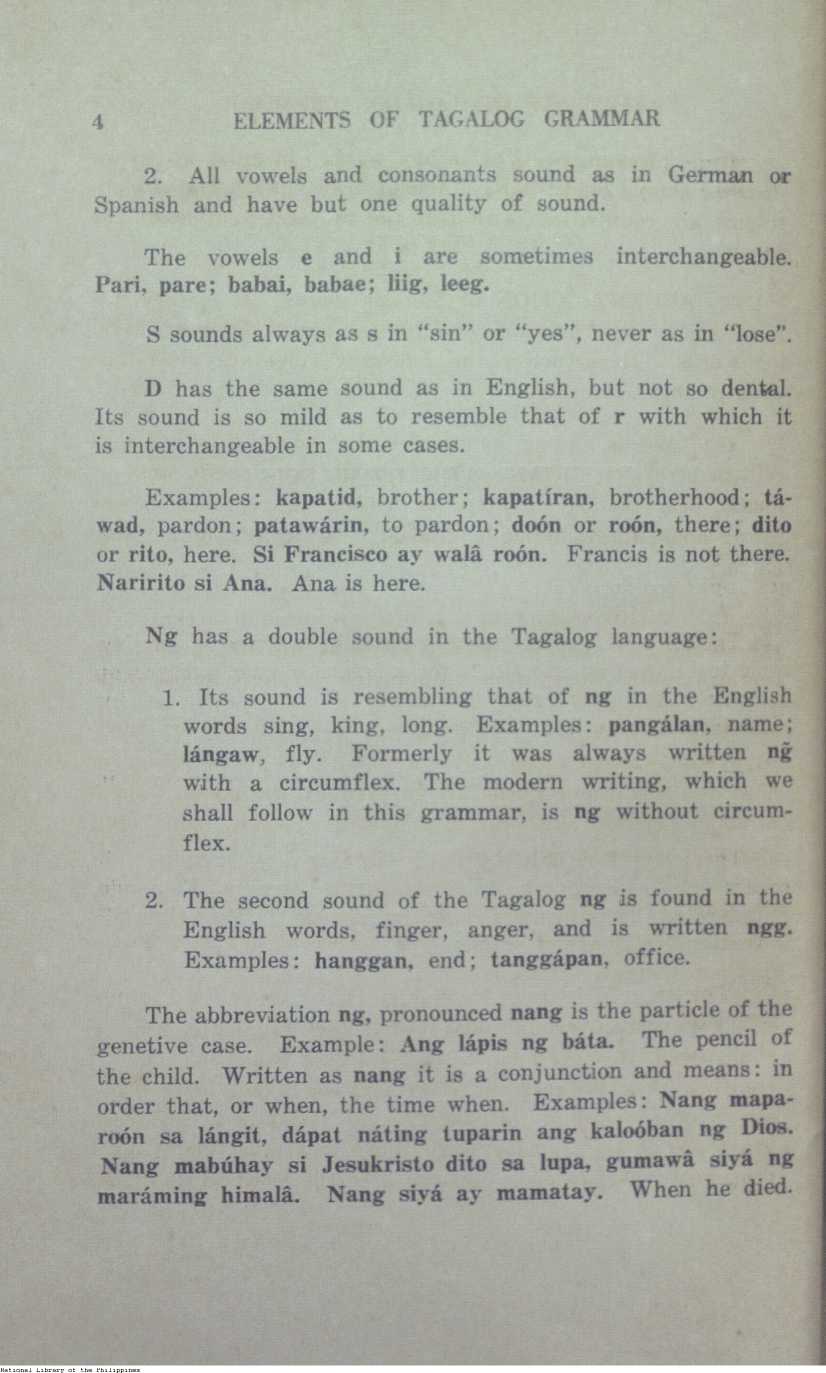 4 ELEMENTS OF TAGALOG GRAMMAR
2. All vowels and consonants sound as in German or
Spanish and have but one quality of sound.
The vowels e and i are sometimes interchangeable.
Pari, pare; babai, babae; liig, leeg.
S sounds always as s in “sin” or “yes”, never as in “lose”.
D has the same sound as in English, but not so dental.
Its sound is so mild as to resemble that of r with which it
is interchangeable in some cases.
Examples: kapatid, brother; kapatíran, brotherhood; tá-
wad, pardon; patawárin, to pardon; doón or roón, there; dito
or rito, here. Si Francisco ay walâ roón. Francis is not there.
Naririto si Ana. Ana is here.
Ng has a double sound in the Tagalog language:
1. Its sound is resembling that of ng in the English
words sing, king, long. Examples: pangálan, name;
lángaw, fly. Formerly it was always written ng̃
with a circumflex. The modern writing, which we
shall follow in this grammar, is ng without circum-
flex.
2. The second sound of the Tagalog ng is found in the
English words, finger, anger, and is written ngg.
Examples: hanggan, end; tanggápan, office.
The abbreviation ng, pronounced nang is the particle of the
genetive case. Example: Ang lápis ng báta. The pencil of
the child. Written as nang it is a conjunction and means: in
order that, or when, the time when. Examples: Nang mapa-
roón sa lángit, dápat náting tuparin ang kaloóban ng Dios.
Nang mabúhay si Jesukristo dito sa lupa, gumawâ siyá ng
maráming himalâ. Nang siyá ay mamatay. When he died.
National Library of the Philippines